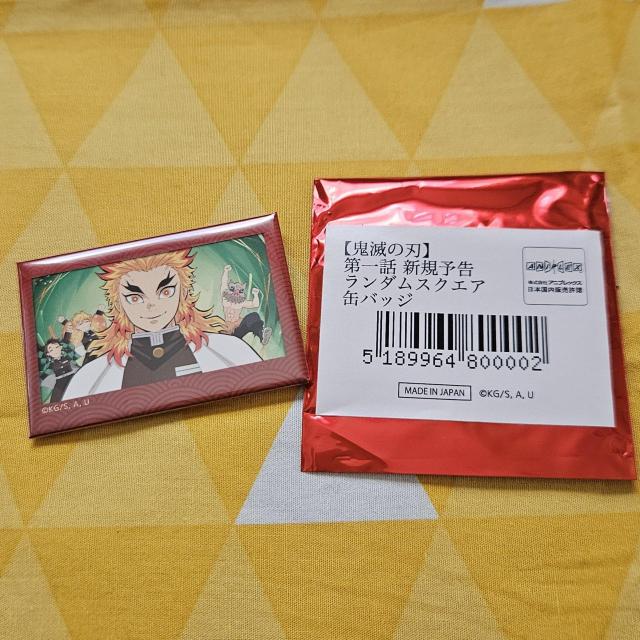 ©KG/S, A, U
【鬼滅の刃】
第一話 新規予告
ランダムスクエア
缶バッジ
ANIPLEX
株式会社 アニプレックス
日本国内販売許諾
5 189964 800002
MADE IN JAPAN ©KG/S, A, U